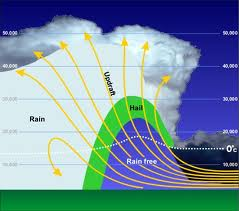 50,000 50,000
40,000 40,000
Updraft
30,000 30,000
Hail
Rain
20,000 20,000
0°c
Rain free
10,000 10,000